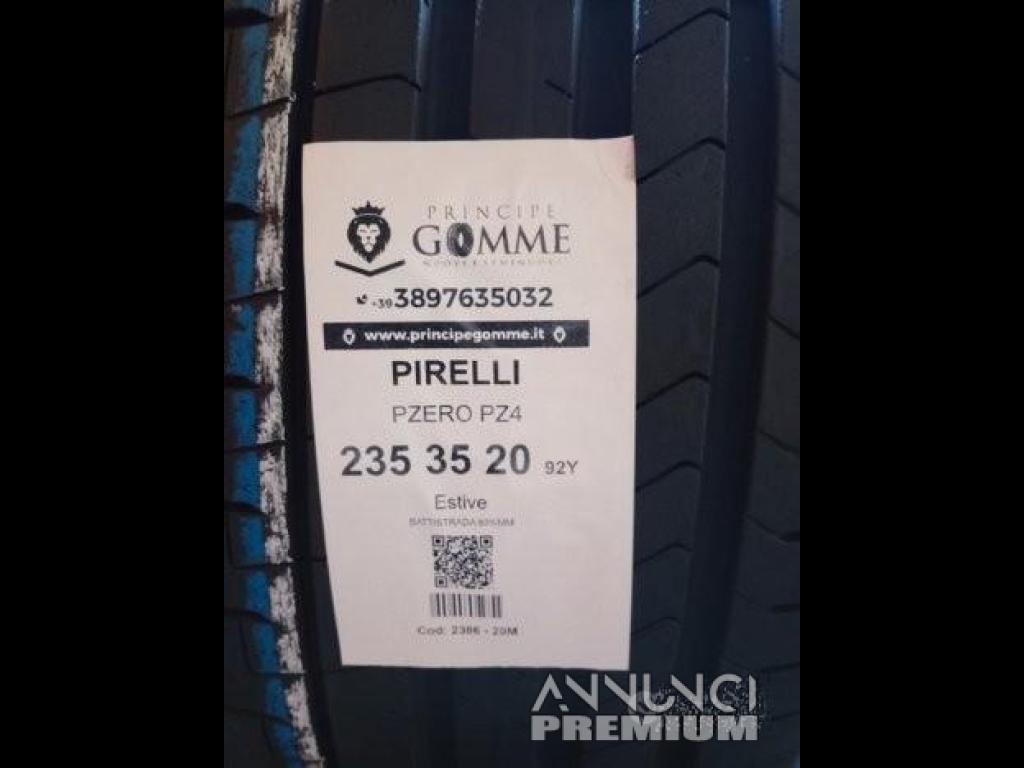 PRINCIPE
GOMME
+39 3897635032
www.principegomme.it
PIRELLI
PZERO PZ4
235 35 20 92Y
Estive
BATTISTRADA
Cod: 2386 - 20M
ANNUNCI
PREMIUM